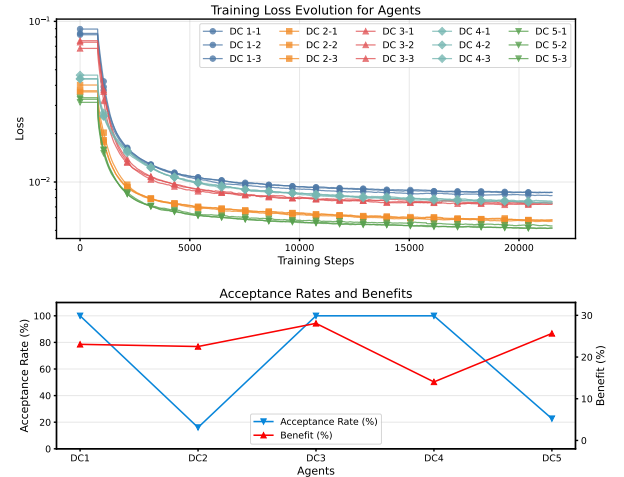 Training Loss Evolution for Agents
10⁻¹
DC 1-1 DC 2-1 DC 3-1 DC 4-1 DC 5-1
DC 1-2 DC 2-2 DC 3-2 DC 4-2 DC 5-2
DC 1-3 DC 2-3 DC 3-3 DC 4-3 DC 5-3
Loss
10⁻²
0 5000 10000 15000 20000
Training Steps
Acceptance Rates and Benefits
Acceptance Rate (%)
100
80
60
40
20
0
30
20
10
0
Benefit (%)
Acceptance Rate (%)
Benefit (%)
DC1 DC2 DC3 DC4 DC5
Agents